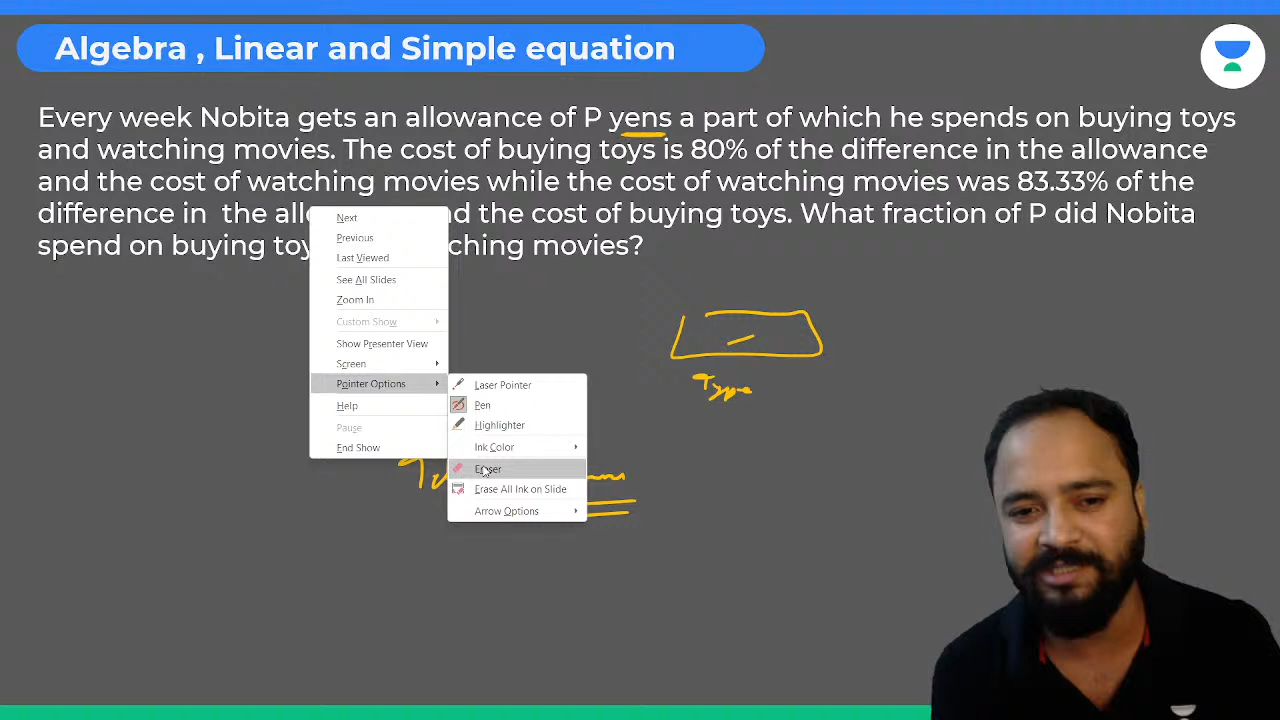 Algebra , Linear and Simple equation
Every week Nobita gets an allowance of P yens a part of which he spends on buying toys
and watching movies. The cost of buying toys is 80% of the difference in the allowance
and the cost of watching movies while the cost of watching movies was 83.33% of the
difference in the nd the cost of buying toys. What fraction of P did Nobita
spend on buying ching movies?
Next
Previous
Last Viewed
See All Slides
Zoom In
Custom Show
Show Presenter View
Screen
Pointer Options
Help
Pause
End Show
Laser Pointer
Pen
Highlighter
Ink Color
Eraser
Erase All Ink on Slide
Arrow Options
Type